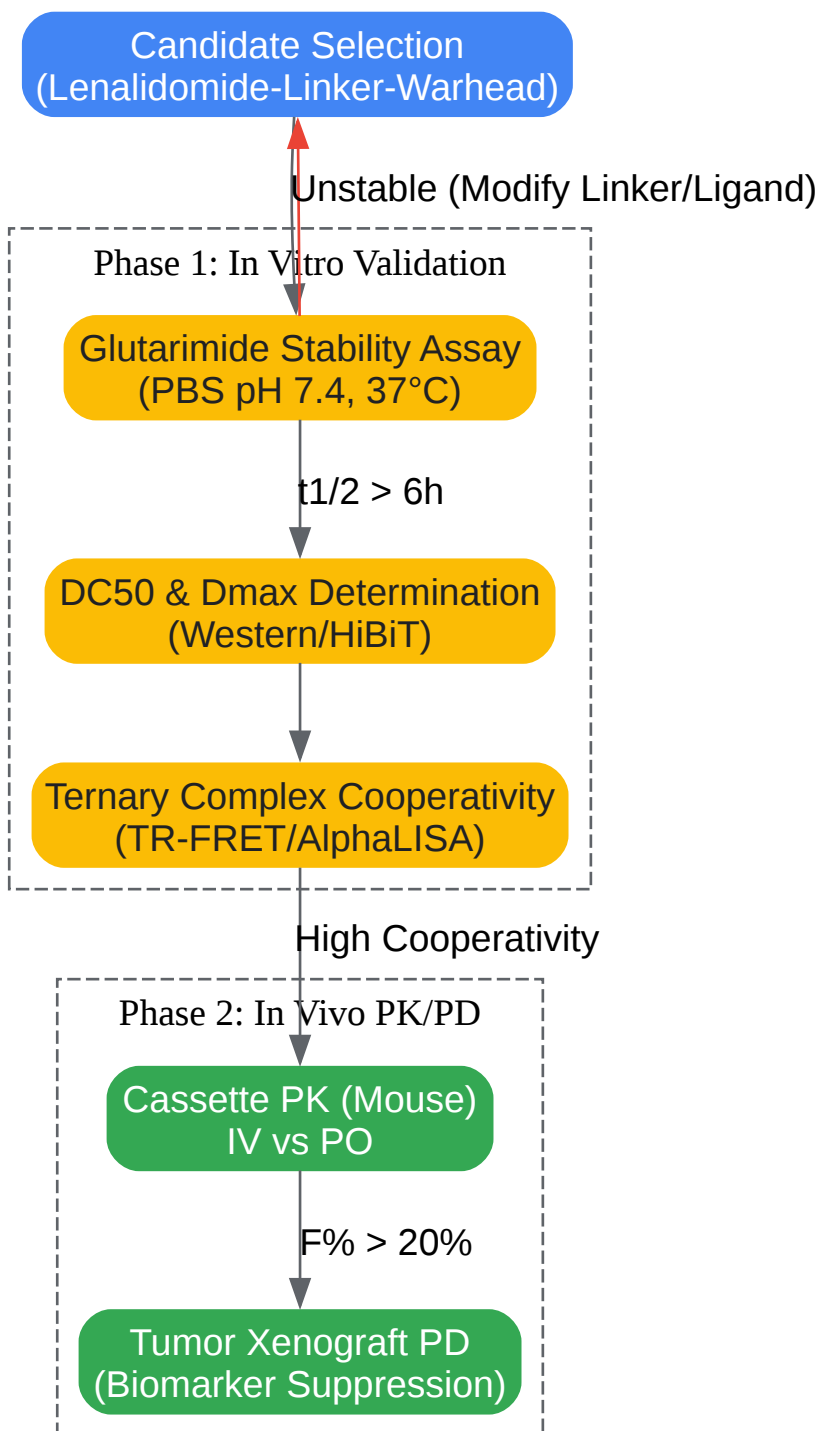 Candidate Selection
(Lenalidomide-Linker-Warhead)
Unstable (Modify Linker/Ligand)
Phase 1: In Vitro Validation
Glutarimide Stability Assay
(PBS pH 7.4, 37°C)
t1/2 > 6h
DC50 & Dmax Determination
(Western/HiBiT)
Ternary Complex Cooperativity
(TR-FRET/AlphaLISA)
High Cooperativity
Phase 2: In Vivo PK/PD
Cassette PK (Mouse)
IV vs PO
F% > 20%
Tumor Xenograft PD
(Biomarker Suppression)